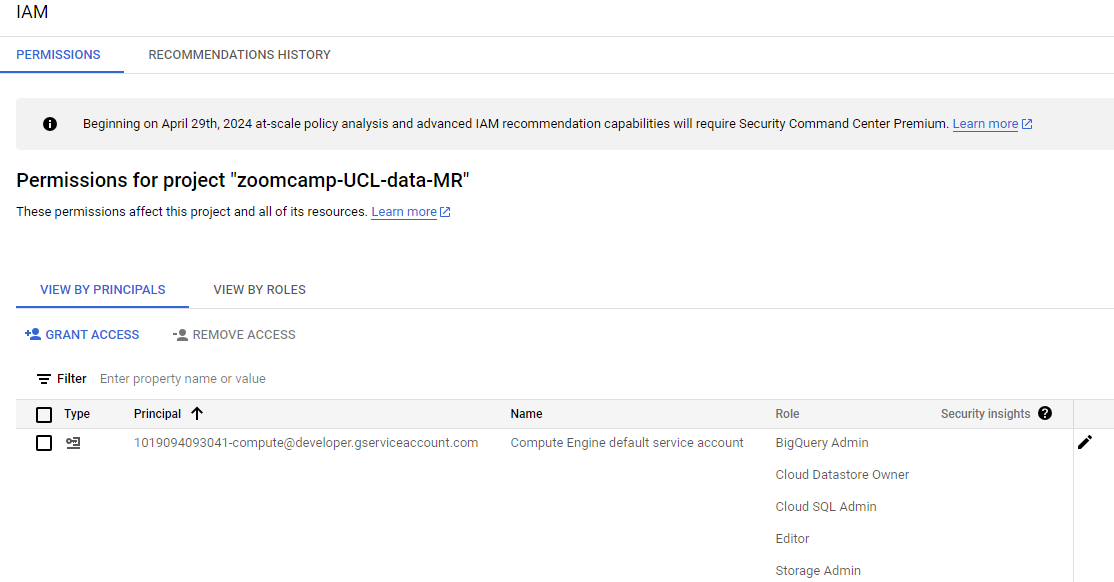 IAM
PERMISSIONS RECOMMENDATIONS HISTORY
Beginning on April 29th, 2024 at-scale policy analysis and advanced IAM recommendation capabilities will require Security Command Center Premium. Learn more
Permissions for project "zoomcamp-UCL-data-MR"
These permissions affect this project and all of its resources. Learn more
VIEW BY PRINCIPALS VIEW BY ROLES
GRANT ACCESS REMOVE ACCESS
Filter Enter property name or value
Type Principal Name Role Security insights
1019094093041-compute@developer.gserviceaccount.com Compute Engine default service account BigQuery Admin
Cloud Datastore Owner
Cloud SQL Admin
Editor
Storage Admin